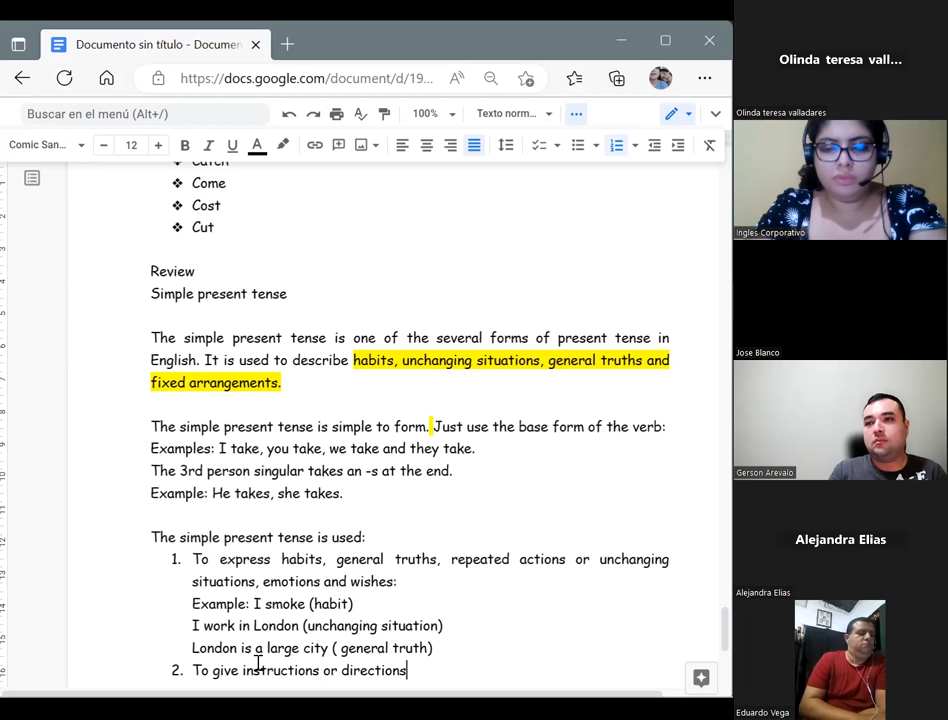 Documento sin título - Documen
https://docs.google.com/document/d/19...
Buscar en el menú (Alt+/)
100%
Texto norm...
Comic San...
12
Catch
Come
Cost
Cut
Review
Simple present tense
The simple present tense is one of the several forms of present tense in
English. It is used to describe habits, unchanging situations, general truths and
fixed arrangements.
The simple present tense is simple to form. Just use the base form of the verb:
Examples: I take, you take, we take and they take.
The 3rd person singular takes an -s at the end.
Example: He takes, she takes.
The simple present tense is used:
1. To express habits, general truths, repeated actions or unchanging
situations, emotions and wishes:
Example: I smoke (habit)
I work in London (unchanging situation)
London is a large city ( general truth)
2. To give instructions or directions
Olinda teresa vall...
Olinda teresa valladares
Ingles Corporativo
Jose Blanco
Gerson Arevalo
Alejandra Elias
Alejandra Elias
Eduardo Vega